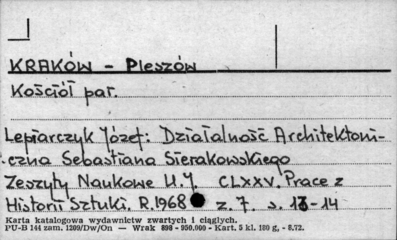 KRAKÓW - Pleszów
Kościół par.
Lepiarczyk Józef: Działalność Architektoni-
czna Sebastiana Sierakowskiego
Zeszyty Naukowe U.J. CLXXV. Prace z
Historii Sztuki. R.1968 z. 7. s. 13-14
Karta katalogowa wydawnictw zwartych i ciągłych.
PU-B 144 zam. 1209/Dw/On — Wrak 898 - 950.000 - Kart. 5 kl. 180 g, - 8.72.